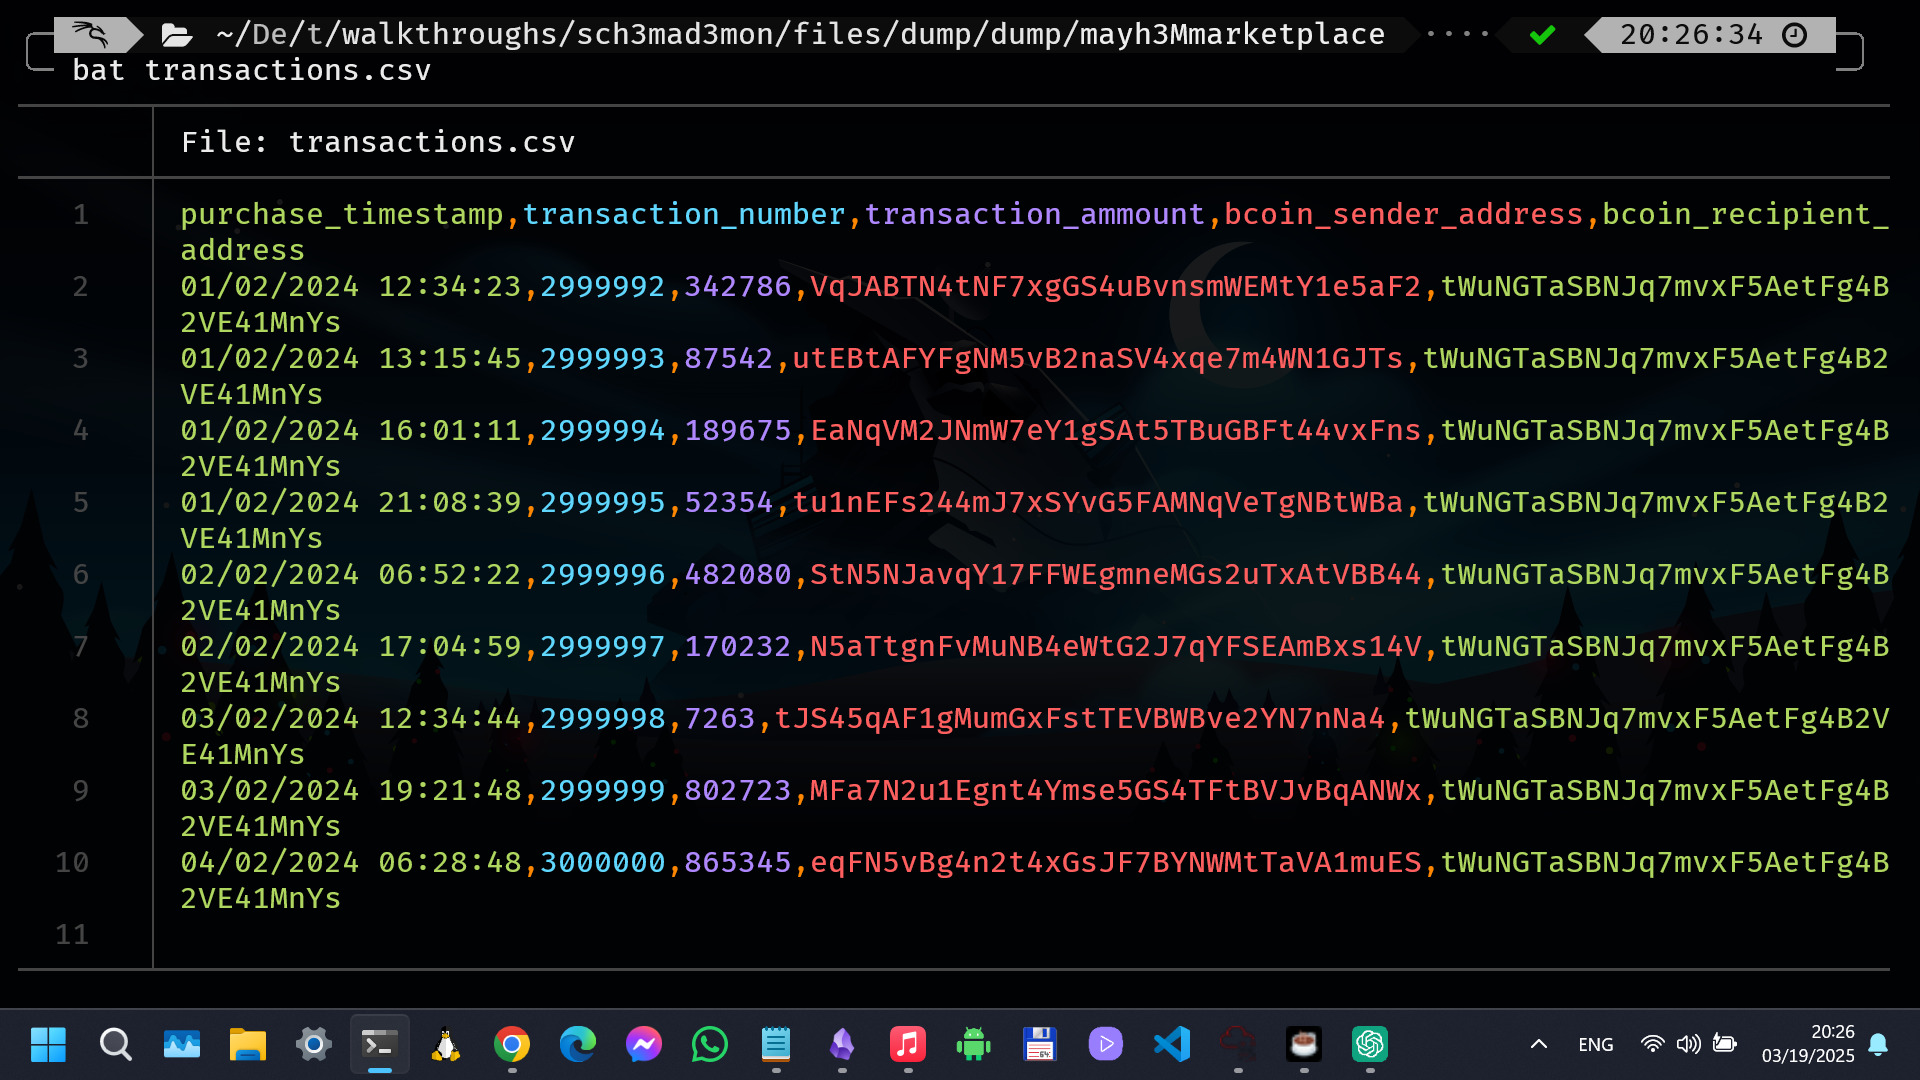 ~/De/t/walkthroughs/sch3mad3mon/files/dump/dump/mayh3Mmarketplace ···· ✔ 20:26:34
bat transactions.csv
File: transactions.csv
1 purchase_timestamp,transaction_number,transaction_ammount,bcoin_sender_address,bcoin_recipient_
address
2 01/02/2024 12:34:23,2999992,342786,VqJABTN4tNF7xgGS4uBvnsmWEMtY1e5aF2,tWuNGTaSBNJq7mvxF5AetFg4B
2VE41MnYs
3 01/02/2024 13:15:45,2999993,87542,utEBtAFYFgNM5vB2naSV4xqe7m4WN1GJTs,tWuNGTaSBNJq7mvxF5AetFg4B2
VE41MnYs
4 01/02/2024 16:01:11,2999994,189675,EaNqVM2JNmW7eY1gSAt5TBuGBFt44vxFns,tWuNGTaSBNJq7mvxF5AetFg4B
2VE41MnYs
5 01/02/2024 21:08:39,2999995,52354,tu1nEFs244mJ7xSYvG5FAMNqVeTgNBtWBa,tWuNGTaSBNJq7mvxF5AetFg4B2
VE41MnYs
6 02/02/2024 06:52:22,2999996,482080,StN5NJavqY17FFWEgmneMGs2uTxAtVBB44,tWuNGTaSBNJq7mvxF5AetFg4B
2VE41MnYs
7 02/02/2024 17:04:59,2999997,170232,N5aTtgnFvMuNB4eWtG2J7qYFSEAmBxs14V,tWuNGTaSBNJq7mvxF5AetFg4B
2VE41MnYs
8 03/02/2024 12:34:44,2999998,7263,tJS45qAF1gMumGxFstTEVBWBve2YN7nNa4,tWuNGTaSBNJq7mvxF5AetFg4B2V
E41MnYs
9 03/02/2024 19:21:48,2999999,802723,MFa7N2u1Egnt4Ymse5GS4TFtBVJvBqANWx,tWuNGTaSBNJq7mvxF5AetFg4B
2VE41MnYs
10 04/02/2024 06:28:48,3000000,865345,eqFN5vBg4n2t4xGsJF7BYNWMtTaVA1muES,tWuNGTaSBNJq7mvxF5AetFg4B
2VE41MnYs
11
64
ENG
20:26
03/19/2025